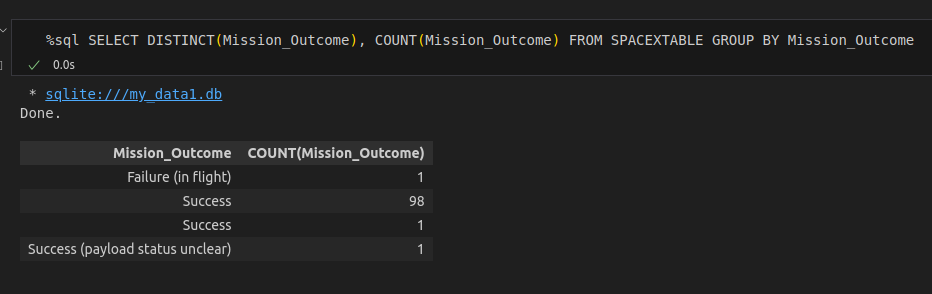 %sql SELECT DISTINCT(Mission_Outcome), COUNT(Mission_Outcome) FROM SPACEXTABLE GROUP BY Mission_Outcome
✓ 0.0s
* sqlite:///my_data1.db
Done.
Mission_Outcome COUNT(Mission_Outcome)
Failure (in flight) 1
Success 98
Success 1
Success (payload status unclear) 1